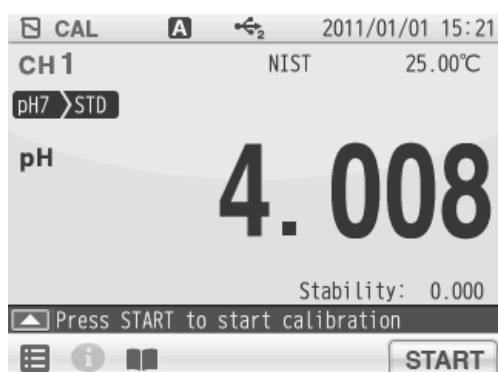 CAL A 2 2011/01/01 15:21
CH1 NIST 25.00℃
pH7 STD
pH 4.008
Stability: 0.000
Press START to start calibration
i START